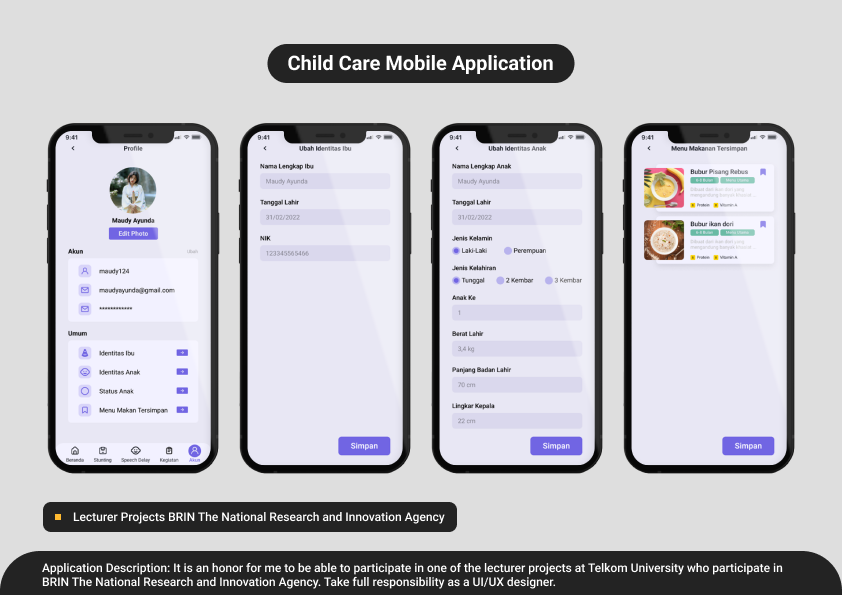 Child Care Mobile Application
9:41
Profile
Maudy Ayunda
Edit Photo
Akun
Ubah
maudy124
maudyayunda@gmail.com
************
Umum
Identitas Ibu
Identitas Anak
Status Anak
Menu Makan Tersimpan
Beranda
Stunting
Speech Delay
Kegiatan
Akun
9:41
Ubah Identitas Ibu
Nama Lengkap Ibu
Maudy Ayunda
Tanggal Lahir
31/02/2022
NIK
123345563466
Simpan
9:41
Ubah Identitas Anak
Nama Lengkap Anak
Maudy Ayunda
Tanggal Lahir
31/02/2022
Jenis Kelamin
Laki-Laki Perempuan
Jenis Kelahiran
Tunggal 2 Kembar 3 Kembar
Anak Ke
1
Berat Lahir
3,4 kg
Panjang Badan Lahir
70 cm
Lingkar Kepala
22 cm
Simpan
9:41
Menu Makanan Tersimpan
Bubur Pisang Rebus
Protein Vitamin A
Bubur ikan dori
Protein Vitamin A
Simpan
Lecturer Projects BRIN The National Research and Innovation Agency
Application Description: It is an honor for me to be able to participate in one of the lecturer projects at Telkom University who participate in
BRIN The National Research and Innovation Agency. Take full responsibility as a UI/UX designer.